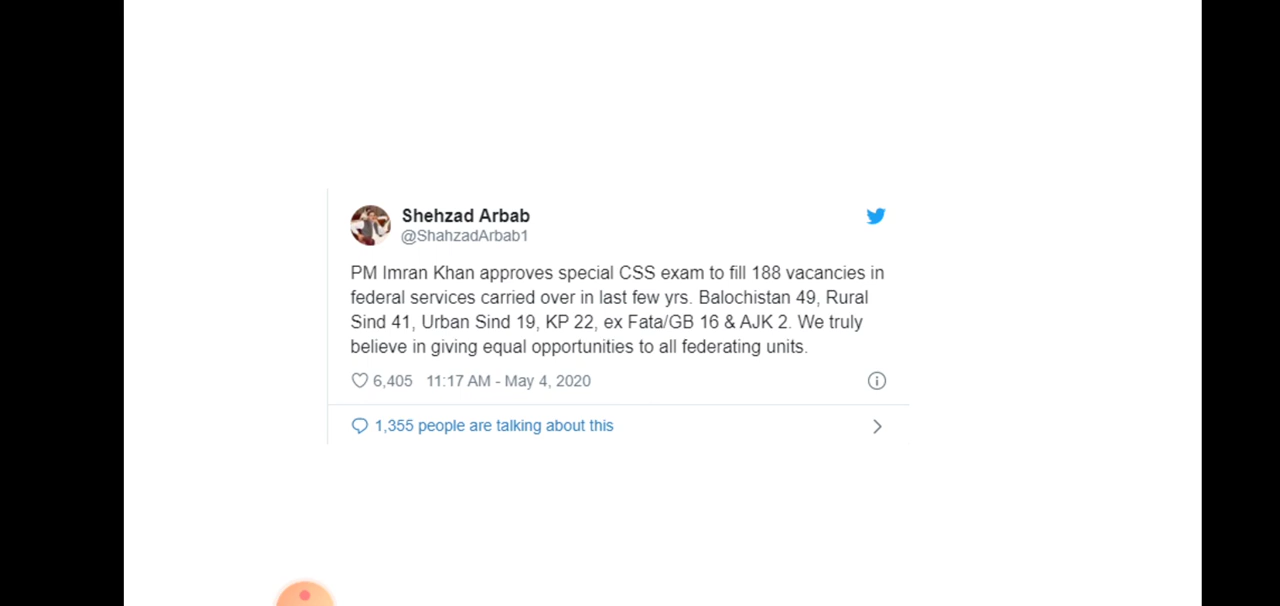 Shehzad Arbab
@ShahzadArbab1
PM Imran Khan approves special CSS exam to fill 188 vacancies in
federal services carried over in last few yrs. Balochistan 49, Rural
Sind 41, Urban Sind 19, KP 22, ex Fata/GB 16 & AJK 2. We truly
believe in giving equal opportunities to all federating units.
6,405 11:17 AM - May 4, 2020
1,355 people are talking about this